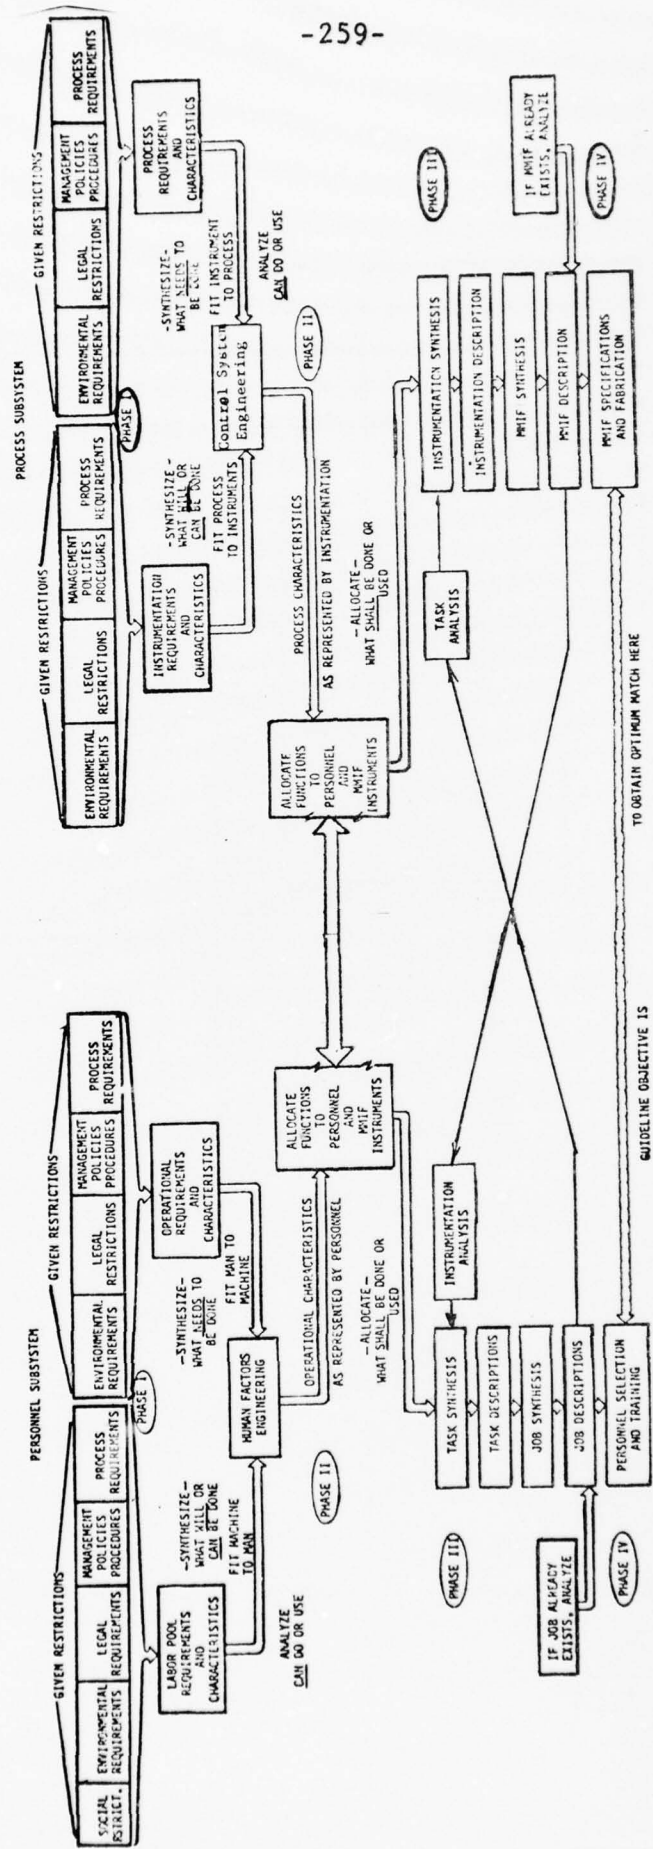 -259-
PERSONNEL SUBSYSTEM
GIVEN RESTRICTIONS
SOCIAL
RSTRICT.
ENVIRONMENTAL
REQUIREMENTS
LEGAL
REQUIREMENTS
MANAGEMENT
POLICIES
PROCEDURES
PROCESS
REQUIREMENTS
GIVEN RESTRICTIONS
ENVIRONMENTAL
REQUIREMENTS
LEGAL
RESTRICTIONS
MANAGEMENT
POLICIES
PROCEDURES
PROCESS
REQUIREMENTS
PHASE I
LABOR POOL
REQUIREMENTS
AND
CHARACTERISTICS
-SYNTHESIZE-
WHAT WILL OR
CAN BE DONE
FIT MACHINE
TO MAN
ANALYZE
CAN DO OR USE
OPERATIONAL
REQUIREMENTS
AND
CHARACTERISTICS
-SYNTHESIZE-
WHAT NEEDS TO
BE DONE
FIT MAN TO
MACHINE
HUMAN FACTORS
ENGINEERING
PHASE II
OPERATIONAL CHARACTERISTICS
AS REPRESENTED BY PERSONNEL
ALLOCATE
FUNCTIONS
TO
PERSONNEL
AND
MMIF
INSTRUMENTS
-ALLOCATE-
WHAT SHALL BE DONE OR
USED
INSTRUMENTATION
ANALYSIS
PHASE III
TASK SYNTHESIS
TASK DESCRIPTIONS
JOB SYNTHESIS
JOB DESCRIPTIONS
PERSONNEL SELECTION
AND TRAINING
IF JOB ALREADY
EXISTS, ANALYZE
PHASE IV
PROCESS SUBSYSTEM
GIVEN RESTRICTIONS
ENVIRONMENTAL
REQUIREMENTS
LEGAL
RESTRICTIONS
MANAGEMENT
POLICIES
PROCEDURES
PROCESS
REQUIREMENTS
GIVEN RESTRICTIONS
ENVIRONMENTAL
REQUIREMENTS
LEGAL
RESTRICTIONS
MANAGEMENT
POLICIES
PROCEDURES
PROCESS
REQUIREMENTS
PHASE I
INSTRUMENTATION
REQUIREMENTS
AND
CHARACTERISTICS
-SYNTHESIZE-
WHAT WILL OR
CAN BE DONE
FIT PROCESS
TO INSTRUMENTS
PROCESS
REQUIREMENTS
AND
CHARACTERISTICS
-SYNTHESIZE-
WHAT NEEDS TO
BE DONE
FIT INSTRUMENT
TO PROCESS
ANALYZE
CAN DO OR USE
Control System
Engineering
PHASE II
PROCESS CHARACTERISTICS
AS REPRESENTED BY INSTRUMENTATION
ALLOCATE
FUNCTIONS
TO
PERSONNEL
AND
MMIF
INSTRUMENTS
-ALLOCATE-
WHAT SHALL BE DONE OR
USED
TASK
ANALYSIS
PHASE III
INSTRUMENTATION SYNTHESIS
INSTRUMENTATION DESCRIPTION
MMIF SYNTHESIS
MMIF DESCRIPTION
MMIF SPECIFICATIONS
AND FABRICATION
IF MMIF ALREADY
EXISTS, ANALYZE
PHASE IV
GUIDELINE OBJECTIVE IS
TO OBTAIN OPTIMUM MATCH HERE